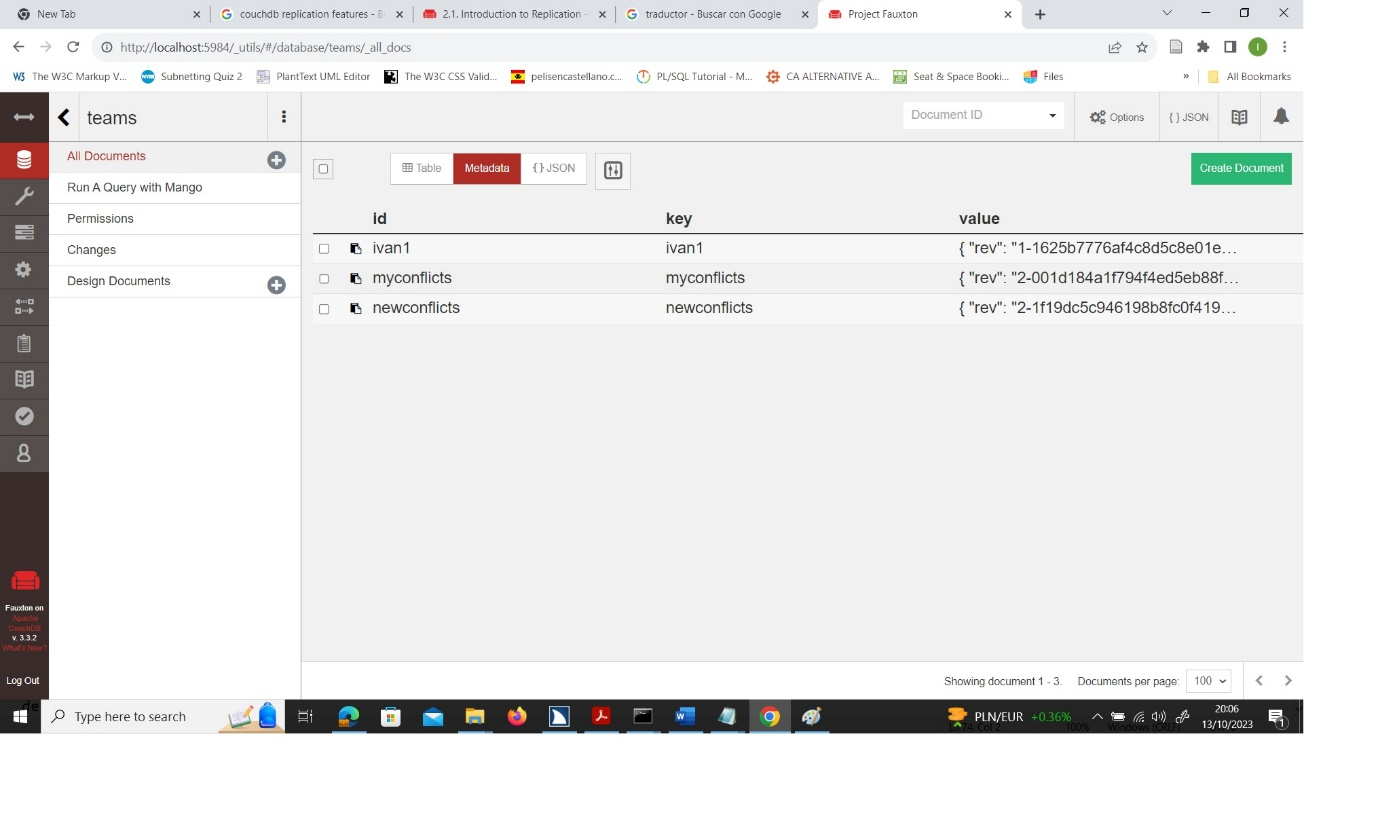 New Tab
couchdb replication features - B
2.1. Introduction to Replication -
traductor - Buscar con Google
Project Fauxton
http://localhost:5984/_utils/#/database/teams/_all_docs
I
W3 The W3C Markup V...
Subnetting Quiz 2
PlantText UML Editor
The W3C CSS Valid...
pelisencastellano.c...
PL/SQL Tutorial - M...
CA ALTERNATIVE A...
Seat & Space Booki...
Files
»
All Bookmarks
teams
Document ID
Options
{ } JSON
All Documents
Run A Query with Mango
Permissions
Changes
Design Documents
Table
Metadata
{ } JSON
Create Document
id key value
ivan1 ivan1 { "rev": "1-1625b7776af4c8d5c8e01e...
myconflicts myconflicts { "rev": "2-001d184a1f794f4ed5eb88f...
newconflicts newconflicts { "rev": "2-1f19dc5c946198b8fc0f419...
Fauxton on
Apache
CouchDB
v. 3.3.2
What's New?
Log Out
Showing document 1 - 3.
Documents per page:
100
de
Type here to search
PLN/EUR +0.36%
20:06
13/10/2023
1
100%
Windows (CRLF)